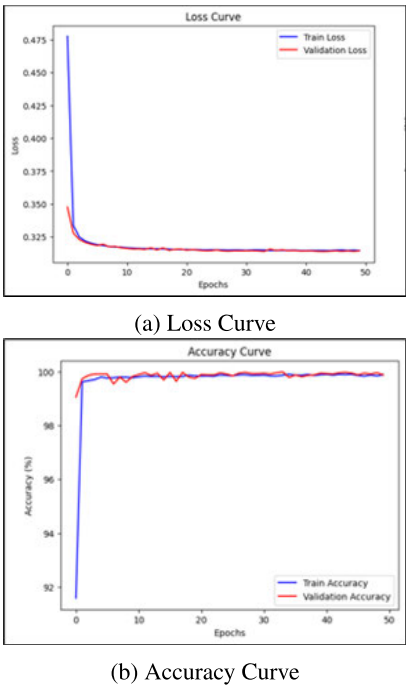 Loss Curve
Train Loss
Validation Loss
0.475
0.450
0.425
0.400
0.375
0.350
0.325
Loss
0 10 20 30 40 50
Epochs
(a) Loss Curve
Accuracy Curve
100
98
96
94
92
Accuracy (%)
Train Accuracy
Validation Accuracy
0 10 20 30 40 50
Epochs
(b) Accuracy Curve